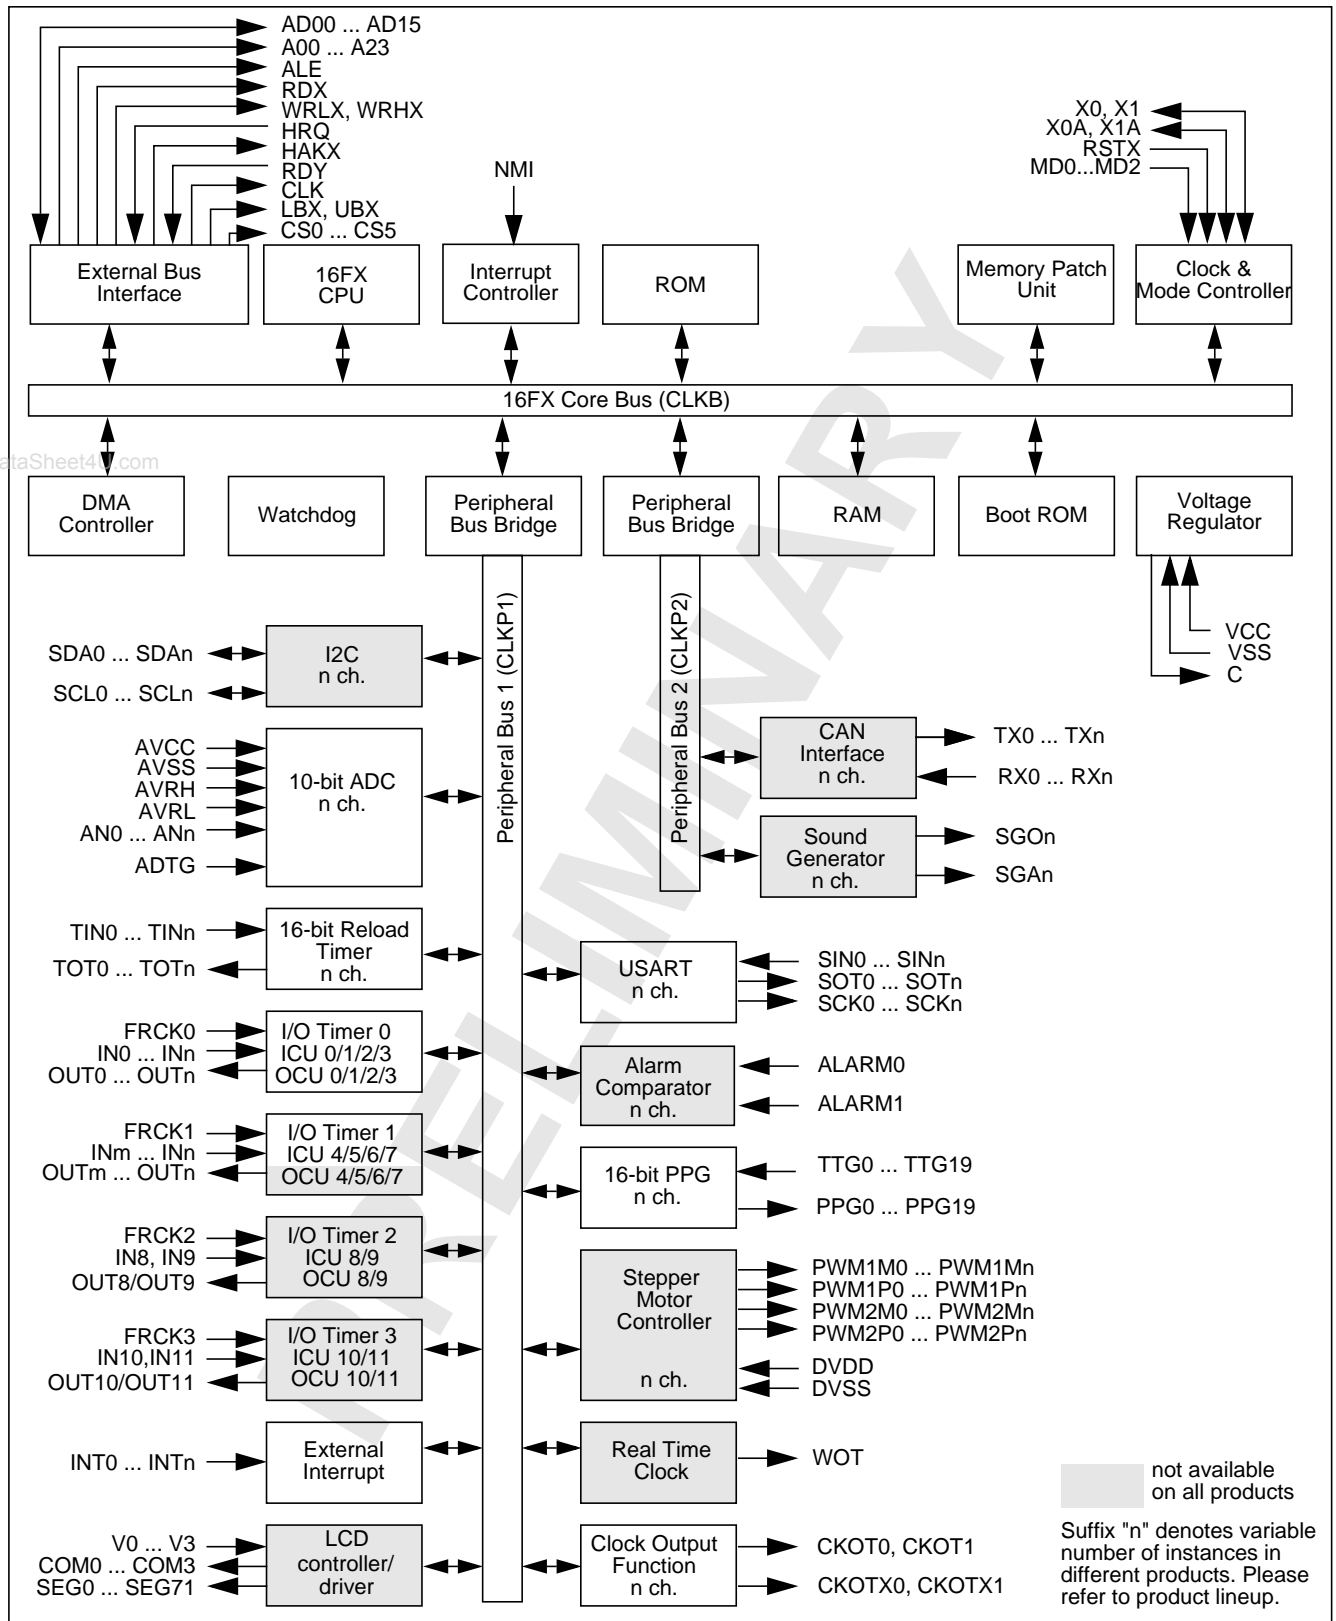 AD00 ... AD15
A00 ... A23
ALE
RDX
WRLX, WRHX
HRQ
HAKX
RDY
CLK
LBX, UBX
CS0 ... CS5
NMI
X0, X1
X0A, X1A
RSTX
MD0...MD2
External Bus
Interface
16FX
CPU
Interrupt
Controller
ROM
Memory Patch
Unit
Clock &
Mode Controller
16FX Core Bus (CLKB)
ataSheet4U.com
DMA
Controller
Watchdog
Peripheral
Bus Bridge
Peripheral
Bus Bridge
RAM
Boot ROM
Voltage
Regulator
VCC
VSS
C
Peripheral Bus 1 (CLKP1)
Peripheral Bus 2 (CLKP2)
SDA0 ... SDAn
SCL0 ... SCLn
I2C
n ch.
AVCC
AVSS
AVRH
AVRL
AN0 ... ANn
ADTG
10-bit ADC
n ch.
CAN
Interface
n ch.
TX0 ... TXn
RX0 ... RXn
Sound
Generator
n ch.
SGOn
SGAn
TIN0 ... TINn
TOT0 ... TOTn
16-bit Reload
Timer
n ch.
USART
n ch.
SIN0 ... SINn
SOT0 ... SOTn
SCK0 ... SCKn
FRCK0
IN0 ... INn
OUT0 ... OUTn
I/O Timer 0
ICU 0/1/2/3
OCU 0/1/2/3
Alarm
Comparator
n ch.
ALARM0
ALARM1
FRCK1
INm ... INn
OUTm ... OUTn
I/O Timer 1
ICU 4/5/6/7
OCU 4/5/6/7
16-bit PPG
n ch.
TTG0 ... TTG19
PPG0 ... PPG19
FRCK2
IN8, IN9
OUT8/OUT9
I/O Timer 2
ICU 8/9
OCU 8/9
Stepper
Motor
Controller
n ch.
PWM1M0 ... PWM1Mn
PWM1P0 ... PWM1Pn
PWM2M0 ... PWM2Mn
PWM2P0 ... PWM2Pn
DVDD
DVSS
FRCK3
IN10,IN11
OUT10/OUT11
I/O Timer 3
ICU 10/11
OCU 10/11
INT0 ... INTn
External
Interrupt
Real Time
Clock
WOT
V0 ... V3
COM0 ... COM3
SEG0 ... SEG71
LCD
controller/
driver
Clock Output
Function
n ch.
CKOT0, CKOT1
CKOTX0, CKOTX1
not available
on all products
Suffix "n" denotes variable
number of instances in
different products. Please
refer to product lineup.
PRELIMINARY